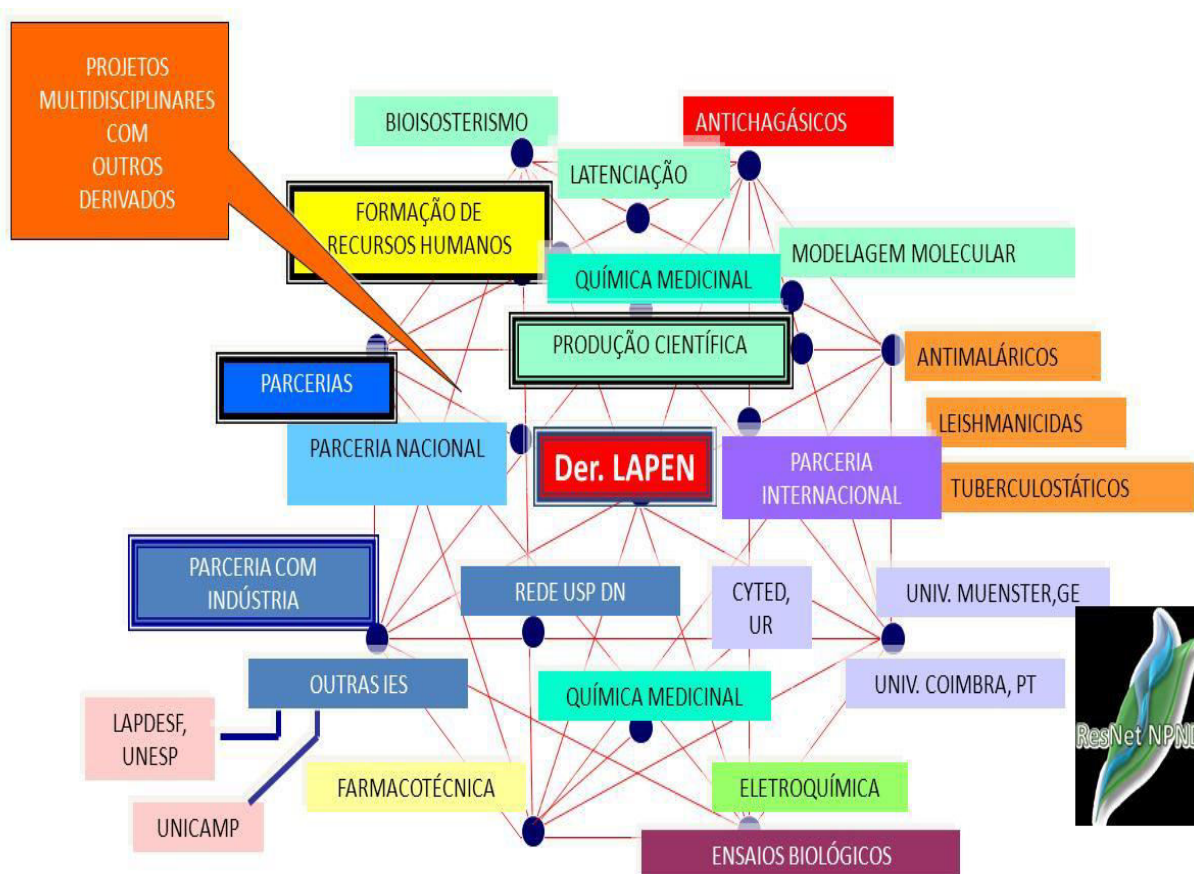 PROJETOS
MULTIDISCIPLINARES
COM
OUTROS
DERIVADOS
BIOISOSTERISMO
ANTICHAGÁSICOS
LATENCIAÇÃO
FORMAÇÃO DE
RECURSOS HUMANOS
MODELAGEM MOLECULAR
QUÍMICA MEDICINAL
PRODUÇÃO CIENTÍFICA
ANTIMALÁRICOS
PARCERIAS
LEISHMANICIDAS
PARCERIA NACIONAL
Der. LAPEN
PARCERIA
INTERNACIONAL
TUBERCULOSTÁTICOS
PARCERIA COM
INDÚSTRIA
REDE USP DN
CYTED,
UR
UNIV. MUENSTER,GE
OUTRAS IES
QUÍMICA MEDICINAL
UNIV. COIMBRA, PT
LAPDESF,
UNESP
ResNet NPND
FARMACOTÉCNICA
ELETROQUÍMICA
UNICAMP
ENSAIOS BIOLÓGICOS